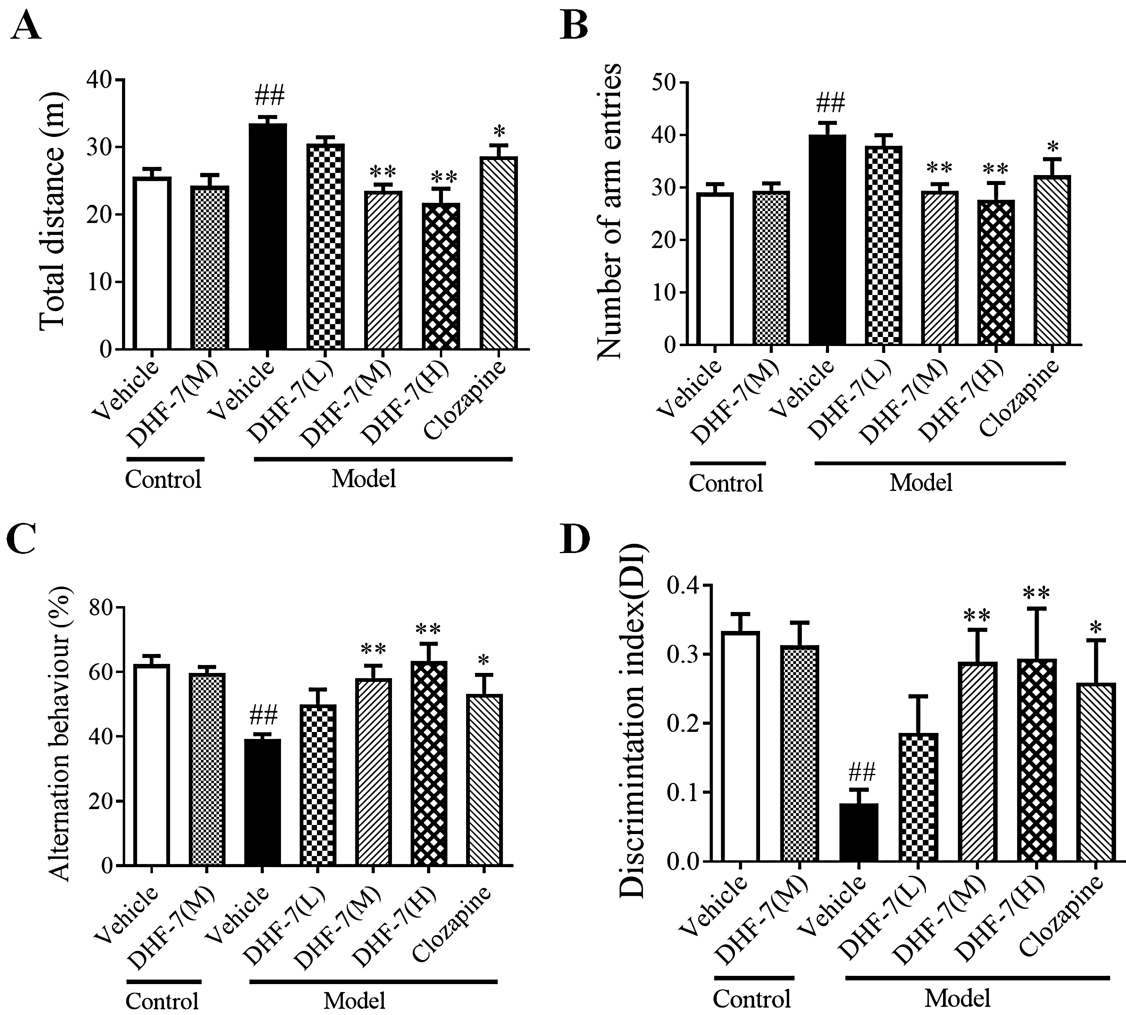 A
Total distance (m)
40
30
20
10
0
##
**
**
*
Vehicle
DHF-7(M)
Vehicle
DHF-7(L)
DHF-7(M)
DHF-7(H)
Clozapine
Control
Model
B
Number of arm entries
50
40
30
20
10
0
##
**
**
*
Vehicle
DHF-7(M)
Vehicle
DHF-7(L)
DHF-7(M)
DHF-7(H)
Clozapine
Control
Model
C
Alternation behaviour (%)
80
60
40
20
0
##
**
**
*
Vehicle
DHF-7(M)
Vehicle
DHF-7(L)
DHF-7(M)
DHF-7(H)
Clozapine
Control
Model
D
Discrimintation index(DI)
0.4
0.3
0.2
0.1
0.0
##
**
**
*
Vehicle
DHF-7(M)
Vehicle
DHF-7(L)
DHF-7(M)
DHF-7(H)
Clozapine
Control
Model